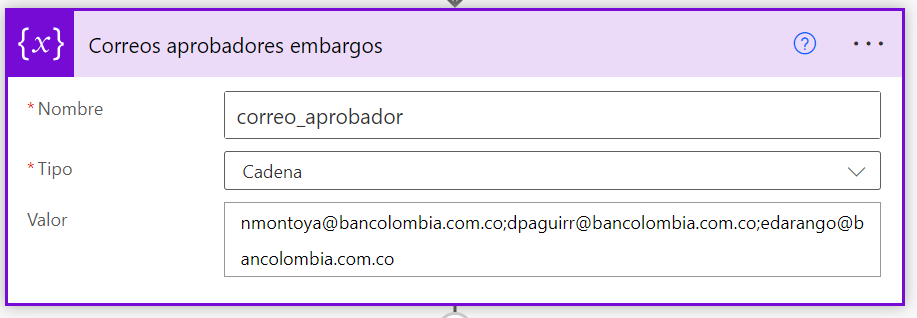 {x} Correos aprobadores embargos ? ...
* Nombre
correo_aprobador
* Tipo
Cadena
Valor
nmontoya@bancolombia.com.co;dpaguirr@bancolombia.com.co;edarango@b
ancolombia.com.co